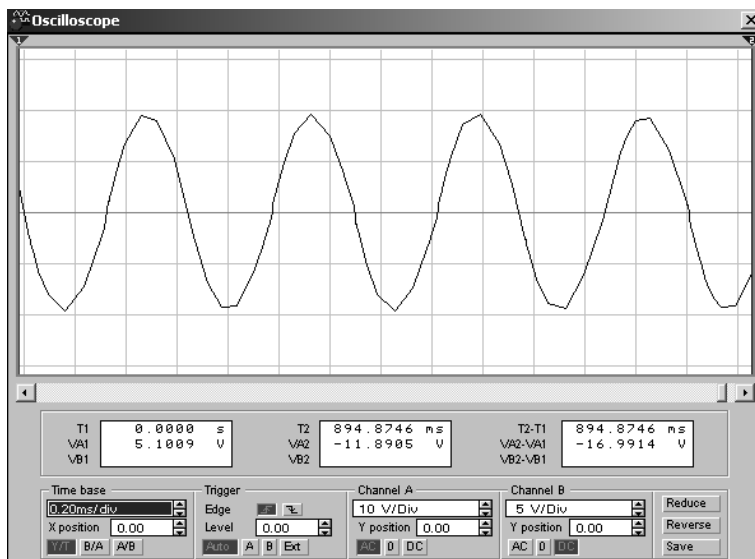 Oscilloscope
1 2
T1 0.0000 s T2 894.8746 ms T2-T1 894.8746 ms
VA1 5.1009 V VA2 -11.8905 V VA2-VA1 -16.9914 V
VB1 VB2 VB2-VB1
Time base Trigger Channel A Channel B
0.20ms/div Edge 10 V/Div 5 V/Div Reduce
X position 0.00 Level 0.00 Y position 0.00 Y position 0.00 Reverse
Y/T B/A A/B Auto A B Ext AC 0 DC AC 0 DC Save